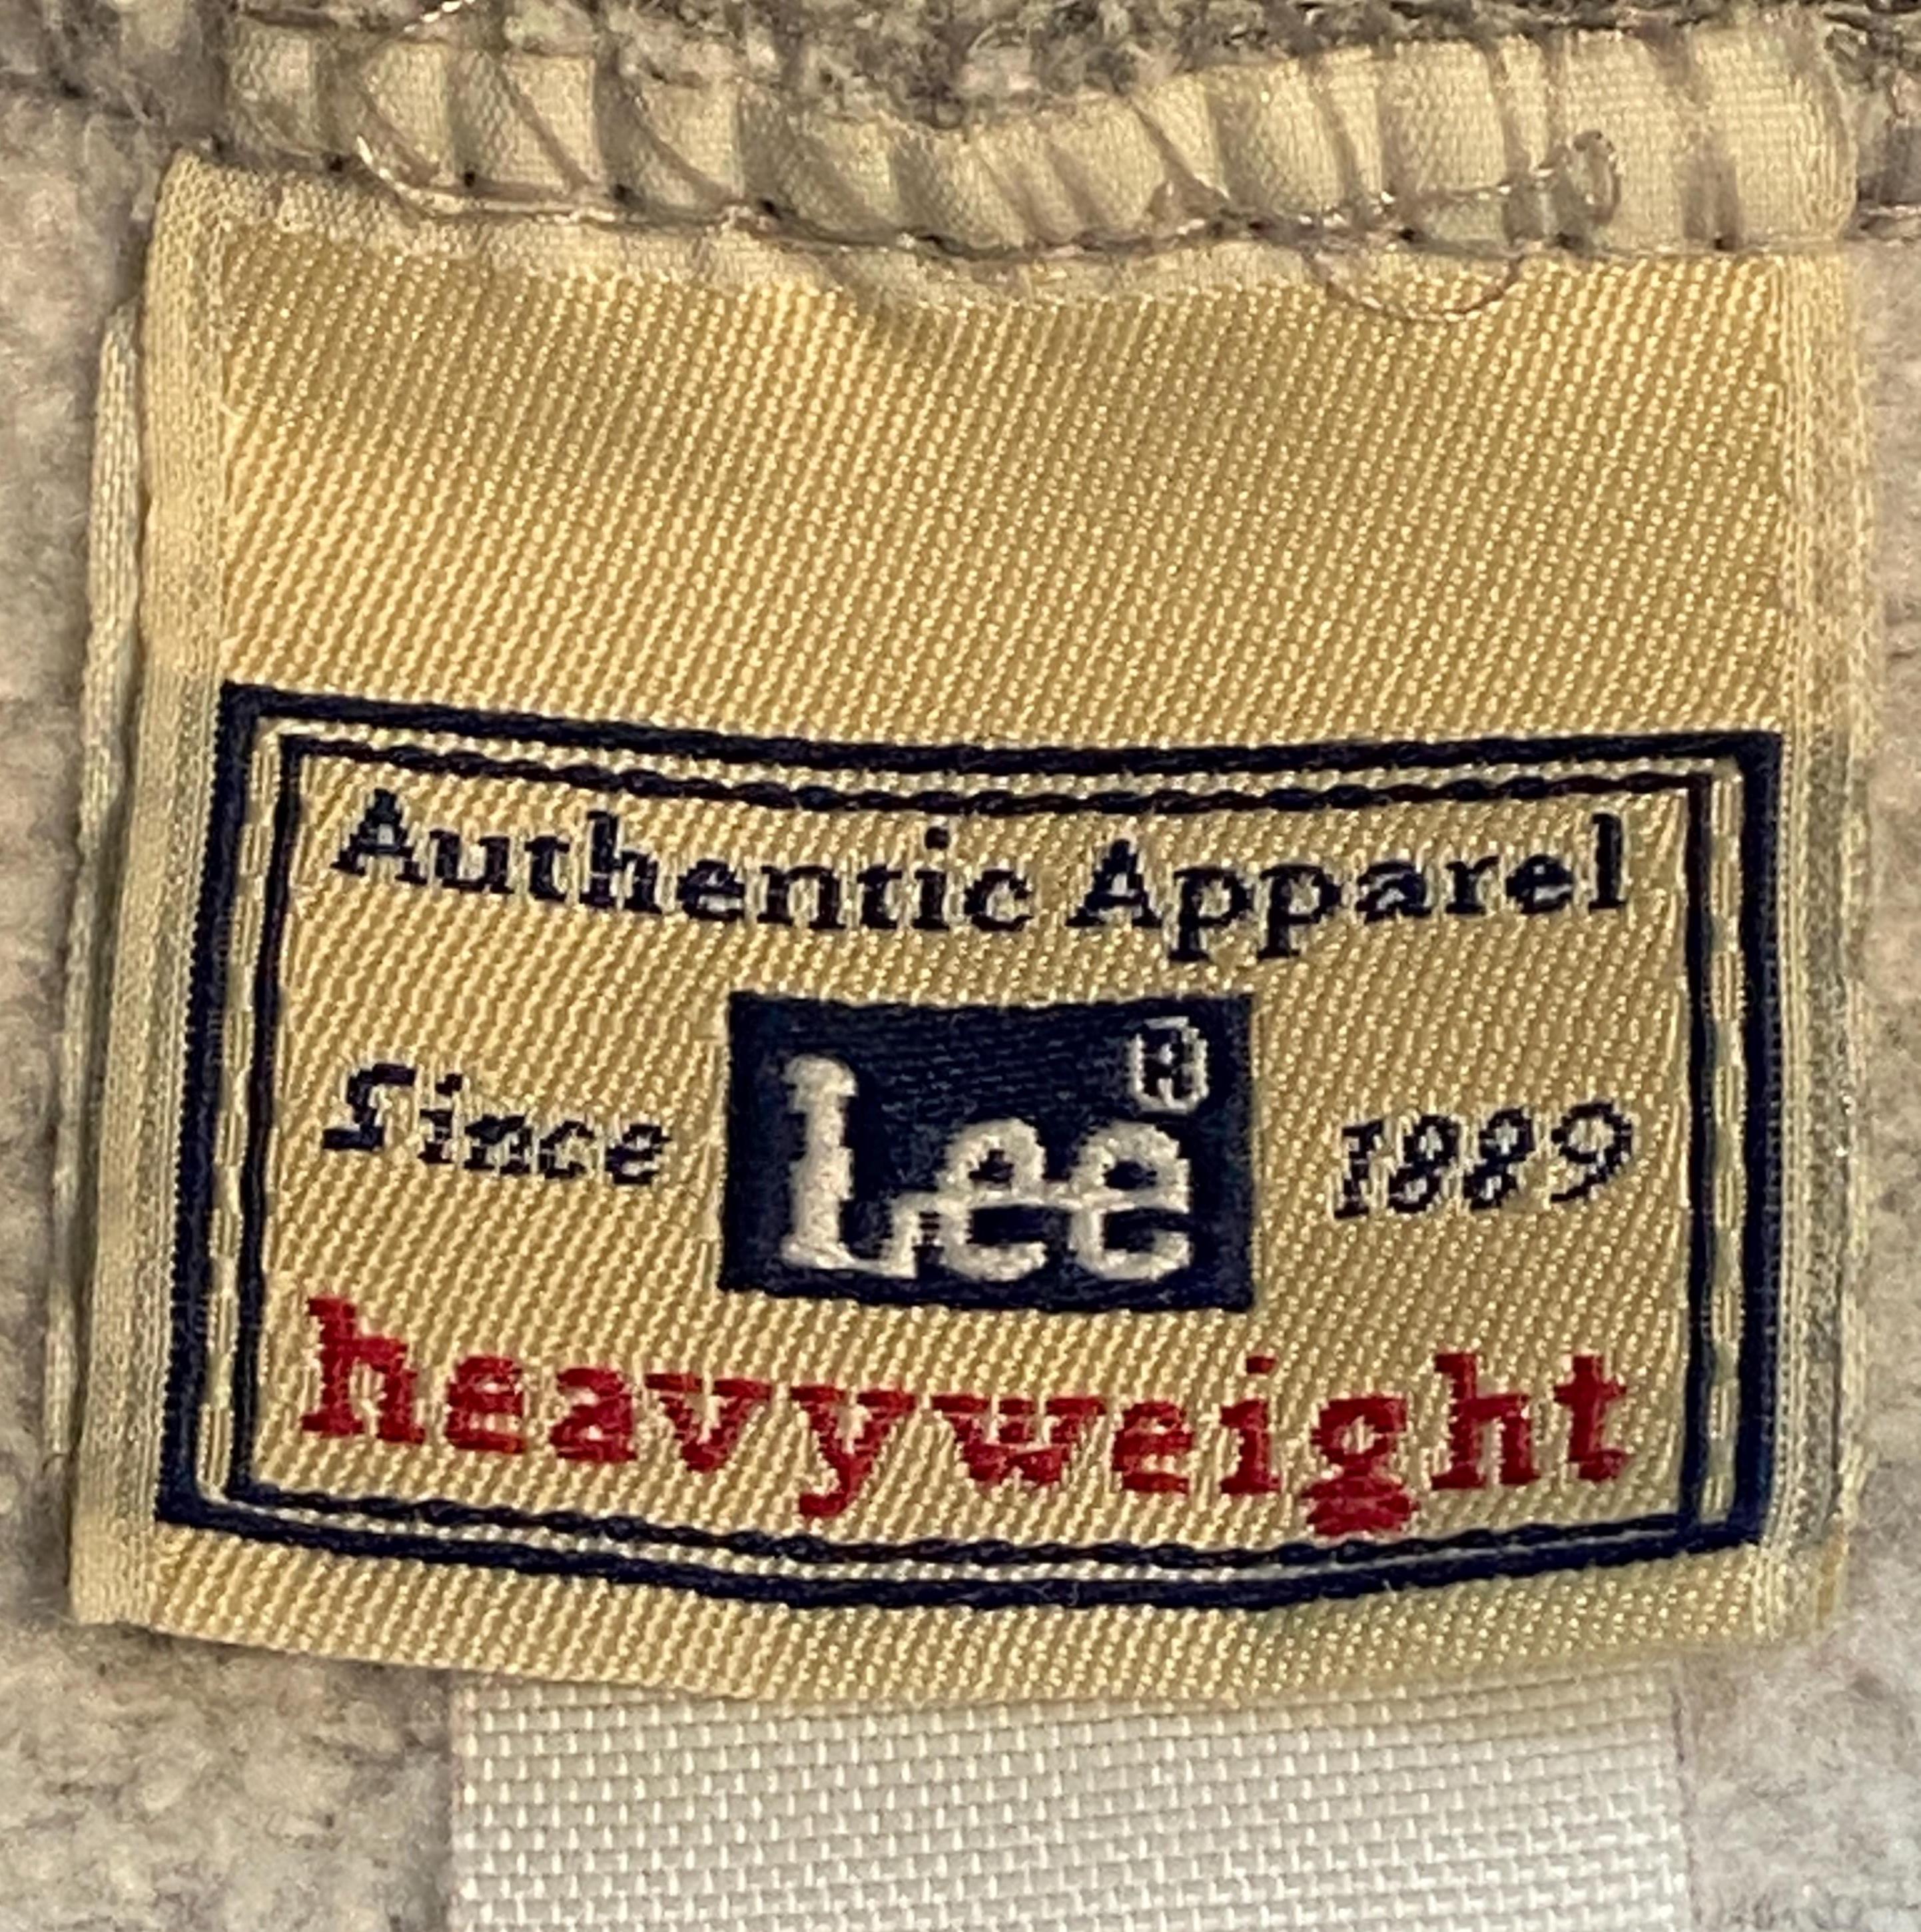 Authentic Apparel
Since Lee® 1889
heavyweight